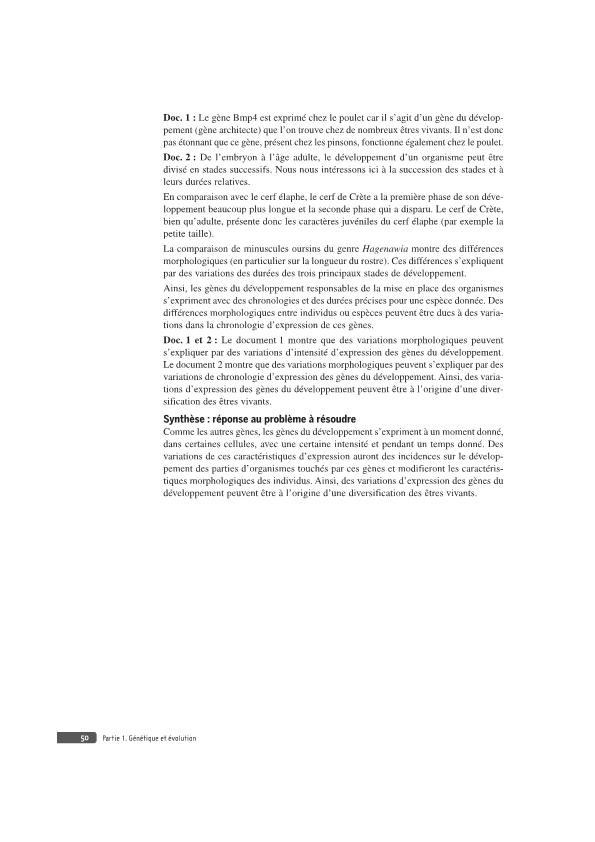 Doc. 1 : Le gène Bmp4 est exprimé chez le poulet car il s’agit d’un gène du dévelop-
pement (gène architecte) que l’on trouve chez de nombreux êtres vivants. Il n’est donc
pas étonnant que ce gène, présent chez les pinsons, fonctionne également chez le poulet.
Doc. 2 : De l’embryon à l’âge adulte, le développement d’un organisme peut être
divisé en stades successifs. Nous nous intéressons ici à la succession des stades et à
leurs durées relatives.
En comparaison avec le cerf élaphe, le cerf de Crète a la première phase de son déve-
loppement beaucoup plus longue et la seconde phase qui a disparu. Le cerf de Crète,
bien qu’adulte, présente donc les caractères juvéniles du cerf élaphe (par exemple la
petite taille).
La comparaison de minuscules oursins du genre Hagenawia montre des différences
morphologiques (en particulier sur la longueur du rostre). Ces différences s’expliquent
par des variations des durées des trois principaux stades de développement.
Ainsi, les gènes du développement responsables de la mise en place des organismes
s’expriment avec des chronologies et des durées précises pour une espèce donnée. Des
différences morphologiques entre individus ou espèces peuvent être dues à des varia-
tions dans la chronologie d’expression de ces gènes.
Doc. 1 et 2 : Le document 1 montre que des variations morphologiques peuvent
s’expliquer par des variations d’intensité d’expression des gènes du développement.
Le document 2 montre que des variations morphologiques peuvent s’expliquer par des
variations de chronologie d’expression des gènes du développement. Ainsi, des varia-
tions d’expression des gènes du développement peuvent être à l’origine d’une diver-
sification des êtres vivants.
Synthèse : réponse au problème à résoudre
Comme les autres gènes, les gènes du développement s’expriment à un moment donné,
dans certaines cellules, avec une certaine intensité et pendant un temps donné. Des
variations de ces caractéristiques d’expression auront des incidences sur le dévelop-
pement des parties d’organismes touchés par ces gènes et modifieront les caractéris-
tiques morphologiques des individus. Ainsi, des variations d’expression des gènes du
développement peuvent être à l’origine d’une diversification des êtres vivants.
50 Partie 1. Génétique et évolution